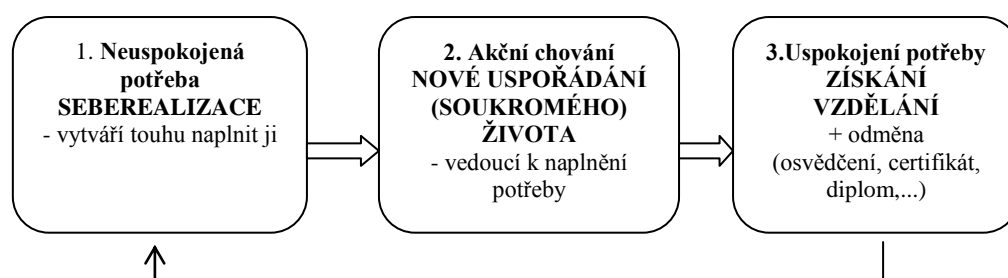 1. Neuspokojená
potřeba
SEBEREALIZACE
- vytváří touhu naplnit ji
2. Akční chování
NOVÉ USPOŘÁDÁNÍ
(SOUKROMÉHO)
ŽIVOTA
- vedoucí k naplnění
potřeby
3.Uspokojení potřeby
ZÍSKÁNÍ
VZDĚLÁNÍ
+ odměna
(osvědčení, certifikát,
diplom,...)